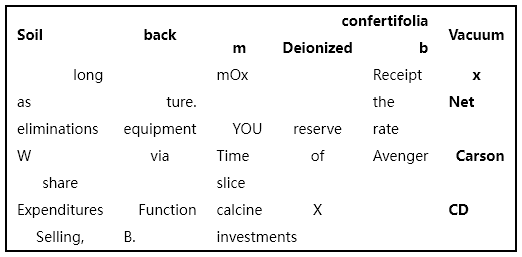 confertifolia
Soil back Vacuum
m Deionized b
long mOx Receipt x
as ture. the Net
eliminations equipment YOU reserve rate
W via Time of Avenger Carson
share slice
Expenditures Function calcine X CD
Selling, B. investments